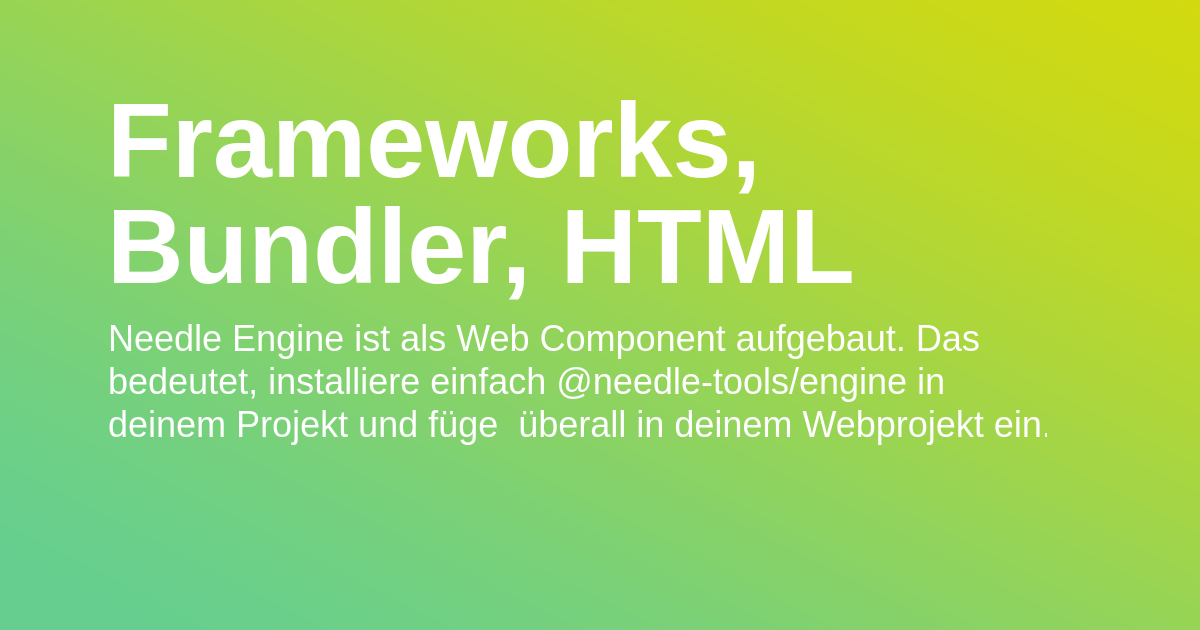 Frameworks,
Bundler, HTML
Needle Engine ist als Web Component aufgebaut. Das
bedeutet, installiere einfach @needle-tools/engine in
deinem Projekt und füge  überall in deinem Webprojekt ein.